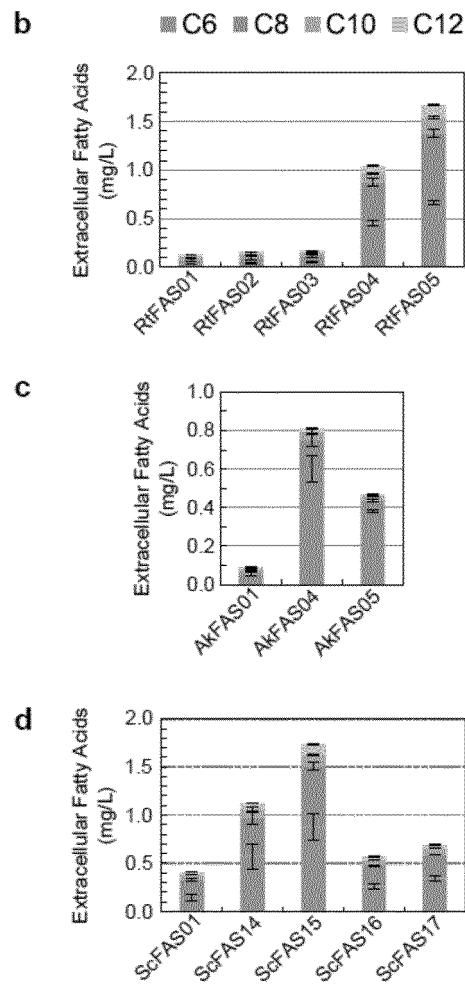 b
C6 C8 C10 C12
Extracellular Fatty Acids
(mg/L)
2.0
1.5
1.0
0.5
0.0
RtFAS01
RtFAS02
RtFAS03
RtFAS04
RtFAS05
c
Extracellular Fatty Acids
(mg/L)
1.0
0.8
0.6
0.4
0.2
0.0
AkFAS01
AkFAS04
AkFAS05
d
Extracellular Fatty Acids
(mg/L)
2.0
1.5
1.0
0.5
0.0
ScFAS01
ScFAS14
ScFAS15
ScFAS16
ScFAS17